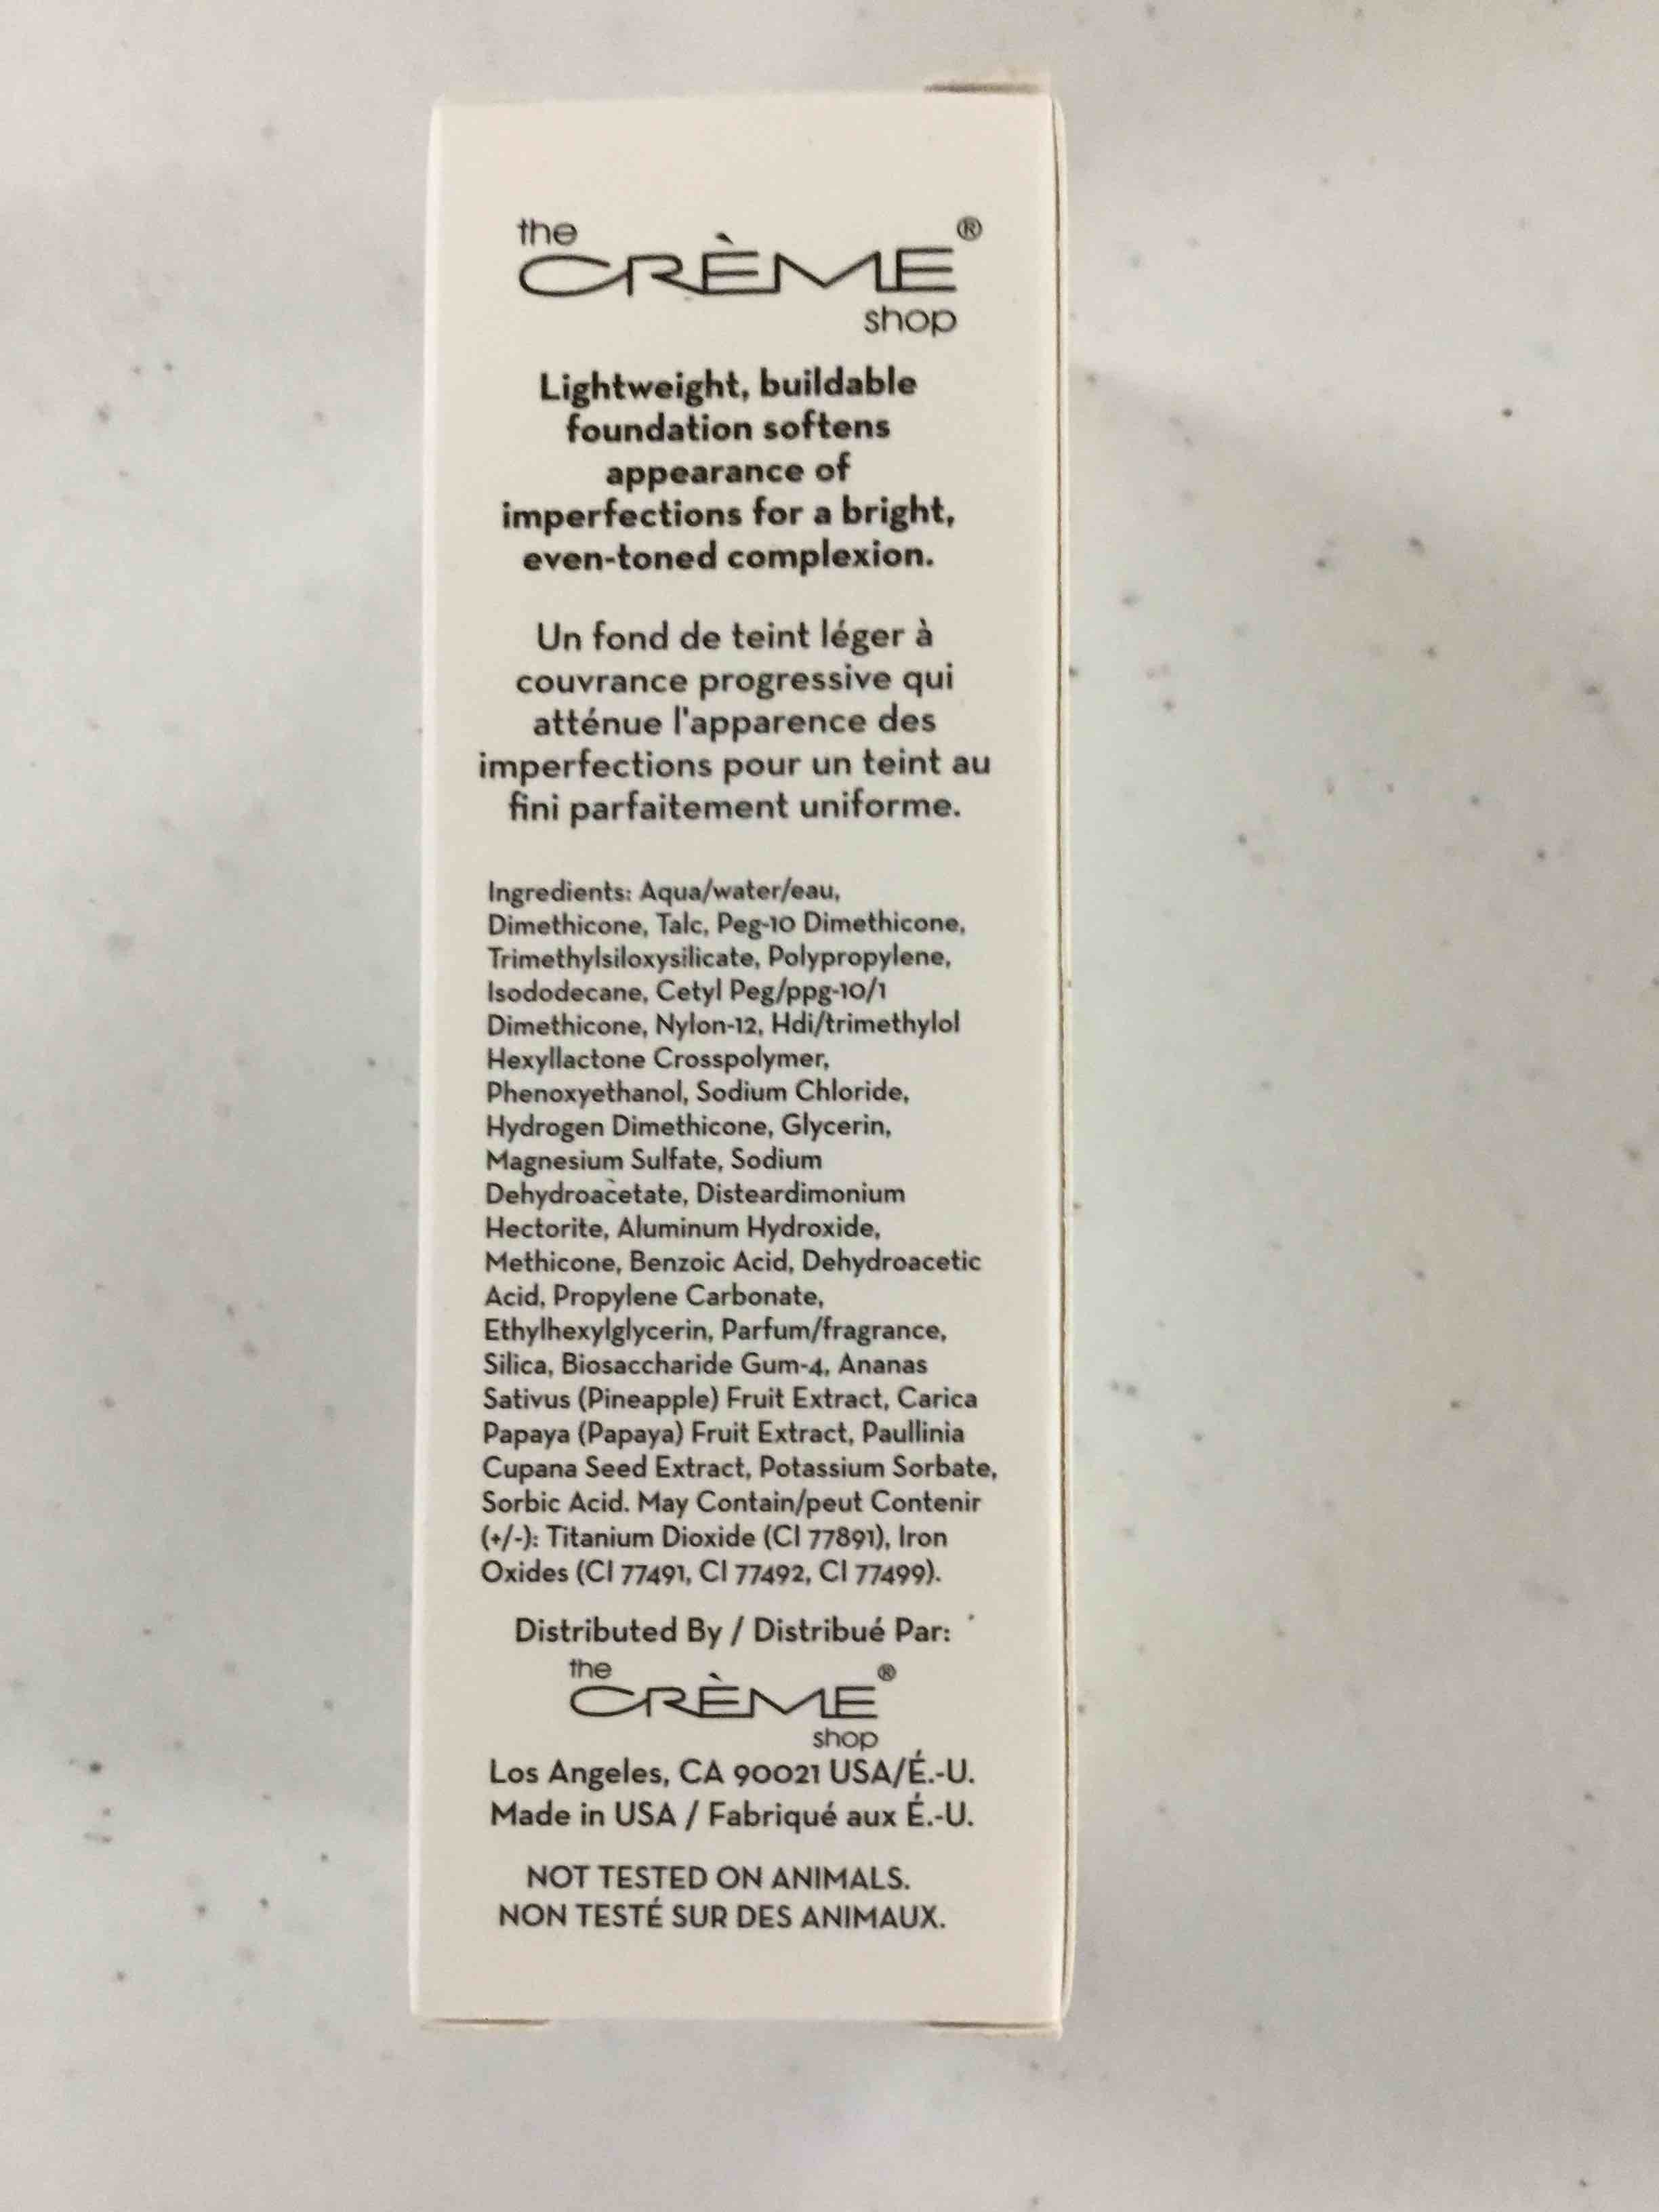 the
CRÈME®
shop
Lightweight, buildable
foundation softens
appearance of
imperfections for a bright,
even-toned complexion.
Un fond de teint léger à
couvrance progressive qui
atténue l'apparence des
imperfections pour un teint au
fini parfaitement uniforme.
Ingredients: Aqua/water/eau,
Dimethicone, Talc, Peg-10 Dimethicone,
Trimethylsiloxysilicate, Polypropylene,
Isododecane, Cetyl Peg/ppg-10/1
Dimethicone, Nylon-12, Hdi/trimethylol
Hexyllactone Crosspolymer,
Phenoxyethanol, Sodium Chloride,
Hydrogen Dimethicone, Glycerin,
Magnesium Sulfate, Sodium
Dehydroacetate, Disteardimonium
Hectorite, Aluminum Hydroxide,
Methicone, Benzoic Acid, Dehydroacetic
Acid, Propylene Carbonate,
Ethylhexylglycerin, Parfum/fragrance,
Silica, Biosaccharide Gum-4, Ananas
Sativus (Pineapple) Fruit Extract, Carica
Papaya (Papaya) Fruit Extract, Paullinia
Cupana Seed Extract, Potassium Sorbate,
Sorbic Acid. May Contain/peut Contenir
(+/-): Titanium Dioxide (CI 77891), Iron
Oxides (CI 77491, CI 77492, CI 77499).
Distributed By / Distribué Par:
the
CRÈME®
shop
Los Angeles, CA 90021 USA/É.-U.
Made in USA / Fabriqué aux É.-U.
NOT TESTED ON ANIMALS.
NON TESTÉ SUR DES ANIMAUX.